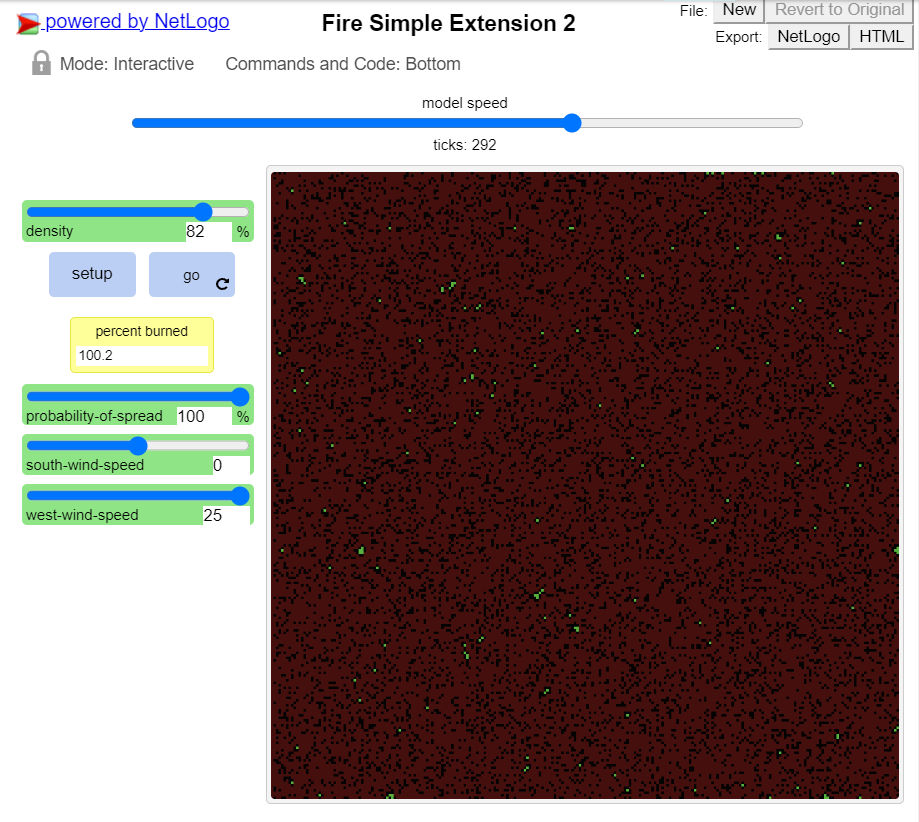 powered by NetLogo
Fire Simple Extension 2
File: New Revert to Original
Export: NetLogo HTML
Mode: Interactive Commands and Code: Bottom
model speed
ticks: 292
density 82 %
setup go
percent burned
100.2
probability-of-spread 100 %
south-wind-speed 0
west-wind-speed 25